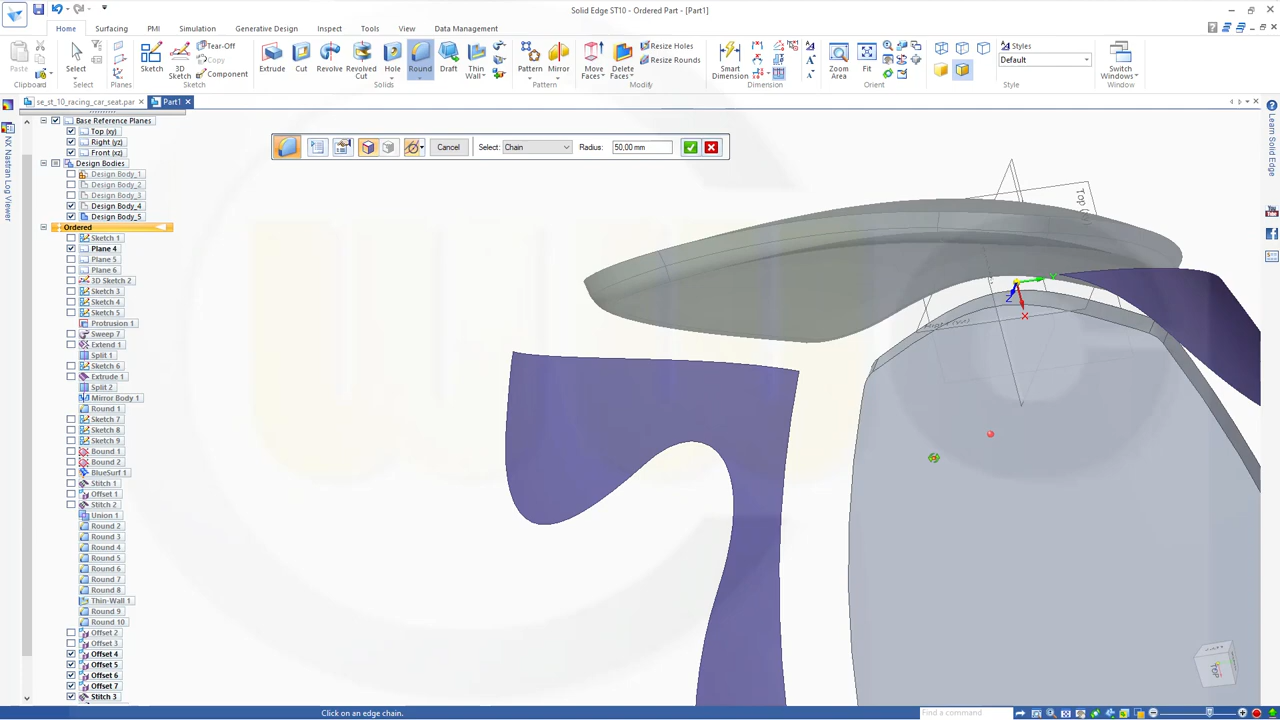 Solid Edge ST10 - Ordered Part - [Part1]
Home Surfacing PMI Simulation Generative Design Inspect Tools View Data Management
Paste
Clipboard
Select
Select
Planes
Sketch
3D Sketch
Tear-Off
Copy
Component
Sketch
Extrude
Cut
Revolve
Revolved Cut
Hole
Round
Draft
Thin Wall
Solids
Pattern
Mirror
Pattern
Move Faces
Delete Faces
Resize Holes
Resize Rounds
Modify
Smart Dimension
Dimension
Zoom Area
Fit
Orient
Styles
Default
Style
Switch Windows
Window
se_st_10_racing_car_seat.par
Part1
Cancel Select: Chain Radius: 50,00 mm
Base Reference Planes
Top (xy)
Right (yz)
Front (xz)
Design Bodies
Design Body_1
Design Body_2
Design Body_3
Design Body_4
Design Body_5
Ordered
Sketch 1
Plane 4
Plane 5
Plane 6
3D Sketch 2
Sketch 3
Sketch 4
Sketch 5
Protrusion 1
Sweep 7
Extend 1
Split 1
Sketch 6
Extrude 1
Split 2
Mirror Body 1
Round 1
Sketch 7
Sketch 8
Sketch 9
Bound 1
Bound 2
BlueSurf 1
Stitch 1
Offset 1
Stitch 2
Union 1
Round 2
Round 3
Round 4
Round 5
Round 6
Round 7
Round 8
Thin-Wall 1
Round 9
Round 10
Offset 2
Offset 3
Offset 4
Offset 5
Offset 6
Offset 7
Stitch 3
NX Nastran Log Viewer
Learn Solid Edge
You Tube
Z
X
TOP
Click on an edge chain.
Find a command